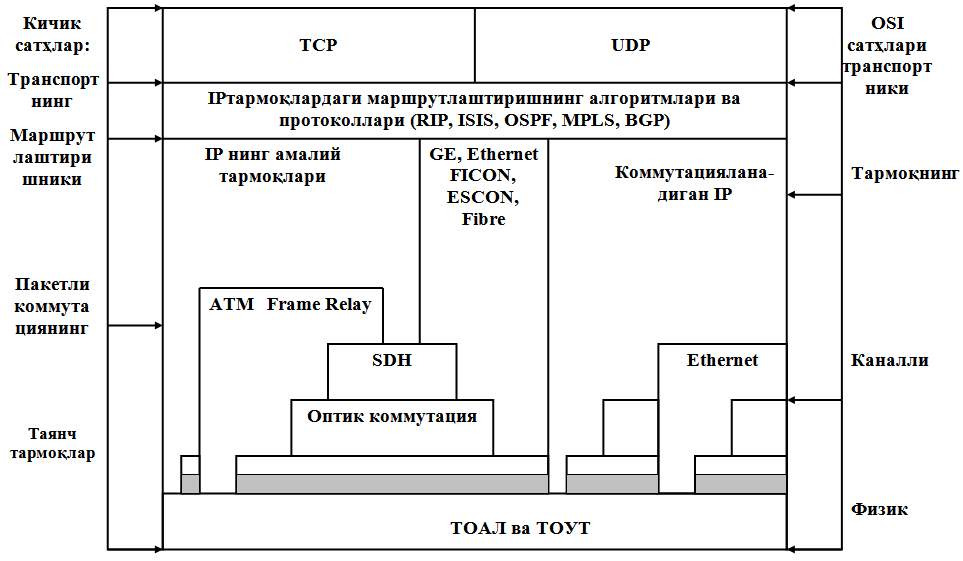 Кичик
сатҳлар:
TCP
UDP
OSI
сатҳлари
транспорт
ники
Транспорт
нинг
IPтармоқлардаги маршрутлаштиришнинг алгоритмлари ва
протоколлари (RIP, ISIS, OSPF, MPLS, BGP)
Маршрут
лаштири
шники
IP нинг амалий
тармоқлари
GE, Ethernet
FICON,
ESCON,
Fibre
Коммутациялана-
диган IP
Тармоқнинг
Пакетли
коммута
циянинг
ATM Frame Relay
SDH
Ethernet
Каналли
Оптик коммутация
Таянч
тармоқлар
ТОАЛ ва ТОУТ
Физик